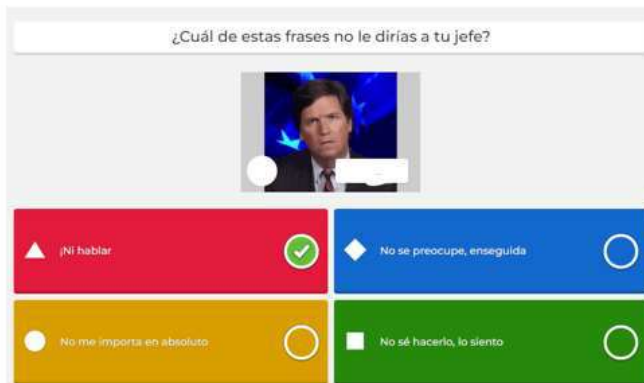 ¿Cuál de estas frases no le dirías a tu jefe?
¡Ni hablar
No se preocupe, enseguida
No me importa en absoluto
No sé hacerlo, lo siento